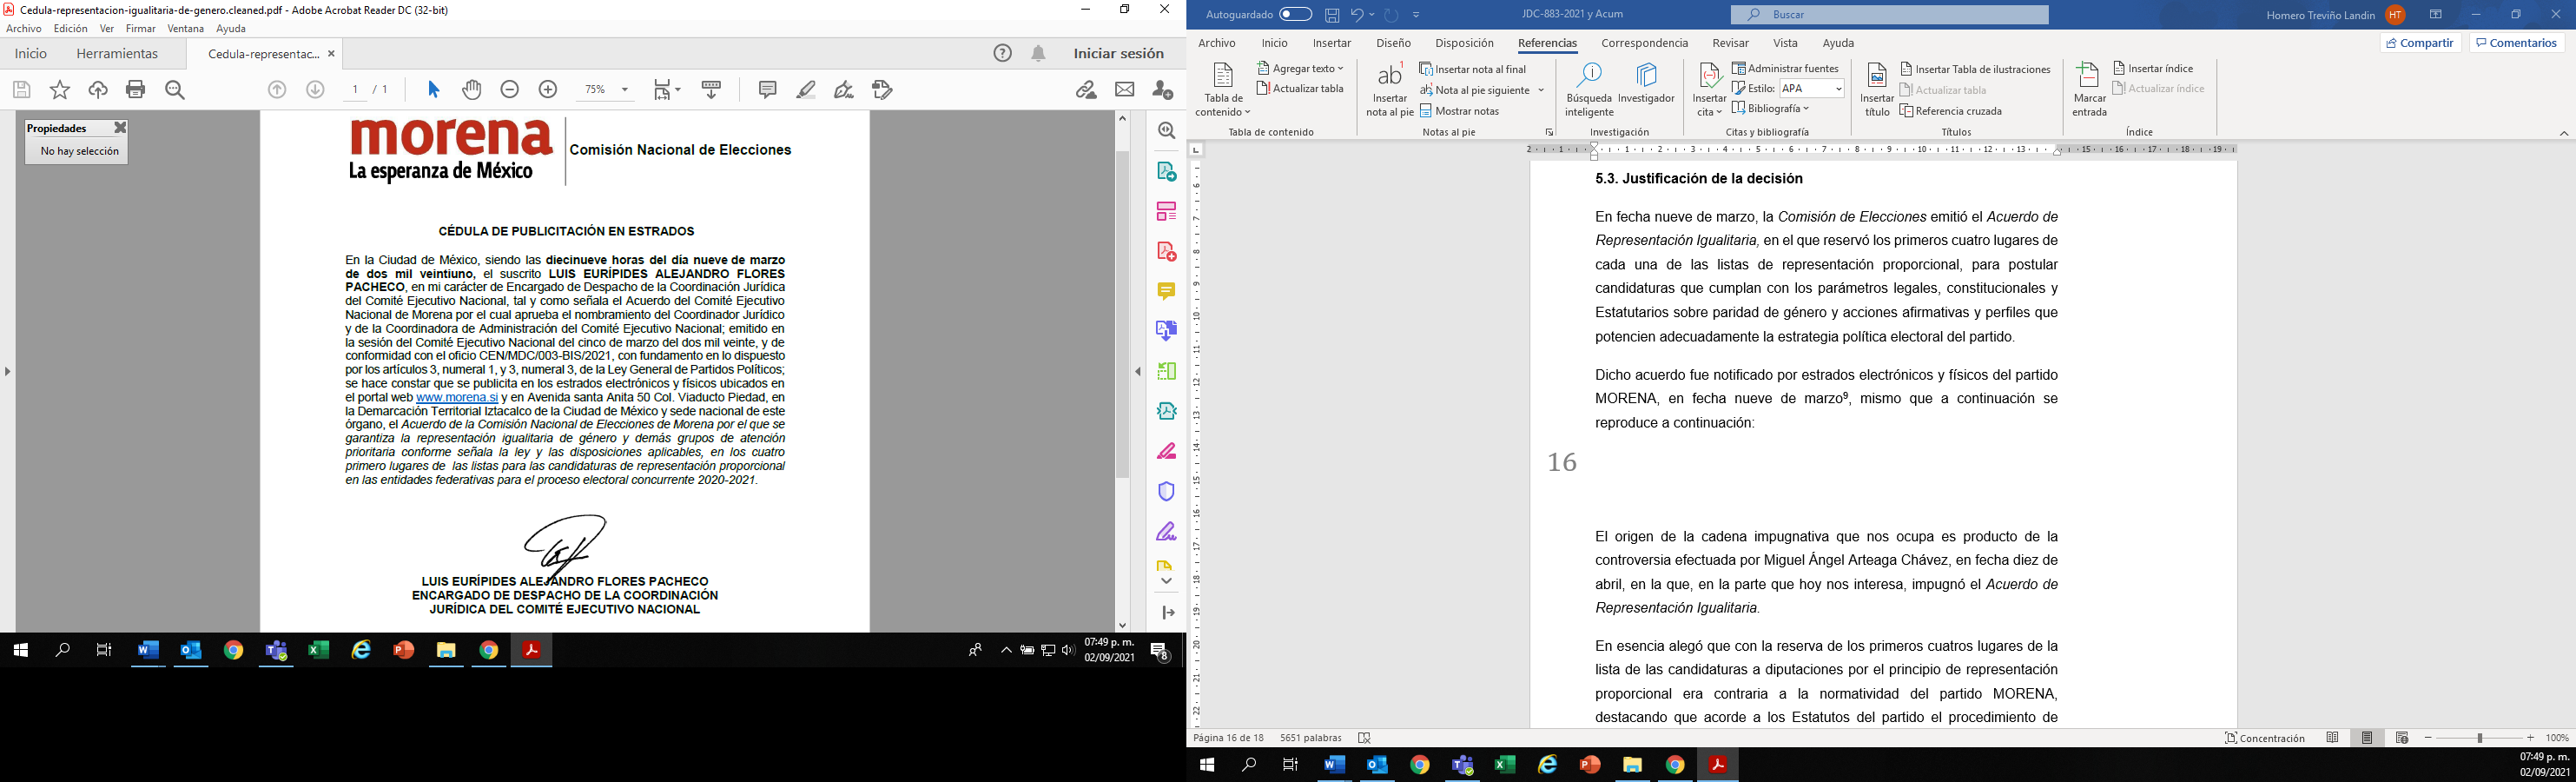 Cedula-representacion-igualitaria-de-genero.cleaned.pdf - Adobe Acrobat Reader DC (32-bit)
Archivo Edición Ver Firmar Ventana Ayuda
Inicio Herramientas Cedula-representac... × Iniciar sesión
1 / 1 75%
Propiedades
No hay selección
morena
La esperanza de México
Comisión Nacional de Elecciones
CÉDULA DE PUBLICITACIÓN EN ESTRADOS
En la Ciudad de México, siendo las diecinueve horas del día nueve de marzo
de dos mil veintiuno, el suscrito LUIS EURÍPIDES ALEJANDRO FLORES
PACHECO, en mi carácter de Encargado de Despacho de la Coordinación Jurídica
del Comité Ejecutivo Nacional, tal y como señala el Acuerdo del Comité Ejecutivo
Nacional de Morena por el cual aprueba el nombramiento del Coordinador Jurídico
y de la Coordinadora de Administración del Comité Ejecutivo Nacional; emitido en
la sesión del Comité Ejecutivo Nacional del cinco de marzo del dos mil veinte, y de
conformidad con el oficio CEN/MDC/003-BIS/2021, con fundamento en lo dispuesto
por los artículos 3, numeral 1, y 3, numeral 3, de la Ley General de Partidos Políticos;
se hace constar que se publicita en los estrados electrónicos y físicos ubicados en
el portal web www.morena.si y en Avenida santa Anita 50 Col. Viaducto Piedad, en
la Demarcación Territorial Iztacalco de la Ciudad de México y sede nacional de este
órgano, el Acuerdo de la Comisión Nacional de Elecciones de Morena por el que se
garantiza la representación igualitaria de género y demás grupos de atención
prioritaria conforme señala la ley y las disposiciones aplicables, en los cuatro
primero lugares de las listas para las candidaturas de representación proporcional
en las entidades federativas para el proceso electoral concurrente 2020-2021.
LUIS EURÍPIDES ALEJANDRO FLORES PACHECO
ENCARGADO DE DESPACHO DE LA COORDINACIÓN
JURÍDICA DEL COMITÉ EJECUTIVO NACIONAL
07:49 p. m.
02/09/2021
8
Autoguardado JDC-883-2021 y Acum Buscar Homero Treviño Landin HT
Archivo Inicio Insertar Diseño Disposición Referencias Correspondencia Revisar Vista Ayuda Compartir Comentarios
Tabla de contenido
Agregar texto
Actualizar tabla
Tabla de contenido
Insertar nota al pie
Insertar nota al final
Nota al pie siguiente
Mostrar notas
Notas al pie
Búsqueda inteligente
Investigador
Investigación
Insertar cita
Administrar fuentes
Estilo: APA
Bibliografía
Citas y bibliografía
Insertar título
Insertar Tabla de ilustraciones
Actualizar tabla
Referencia cruzada
Títulos
Marcar entrada
Insertar índice
Actualizar índice
Índice
5.3. Justificación de la decisión
En fecha nueve de marzo, la Comisión de Elecciones emitió el Acuerdo de
Representación Igualitaria, en el que reservó los primeros cuatro lugares de
cada una de las listas de representación proporcional, para postular
candidaturas que cumplan con los parámetros legales, constitucionales y
Estatutarios sobre paridad de género y acciones afirmativas y perfiles que
potencien adecuadamente la estrategia política electoral del partido.
Dicho acuerdo fue notificado por estrados electrónicos y físicos del partido
MORENA, en fecha nueve de marzo9, mismo que a continuación se
reproduce a continuación:
16
El origen de la cadena impugnativa que nos ocupa es producto de la
controversia efectuada por Miguel Ángel Arteaga Chávez, en fecha diez de
abril, en la que, en la parte que hoy nos interesa, impugnó el Acuerdo de
Representación Igualitaria.
En esencia alegó que con la reserva de los primeros cuatros lugares de la
lista de las candidaturas a diputaciones por el principio de representación
proporcional era contraria a la normatividad del partido MORENA,
destacando que acorde a los Estatutos del partido el procedimiento de
Página 16 de 18 5651 palabras Concentración 100%
07:49 p. m.
02/09/2021